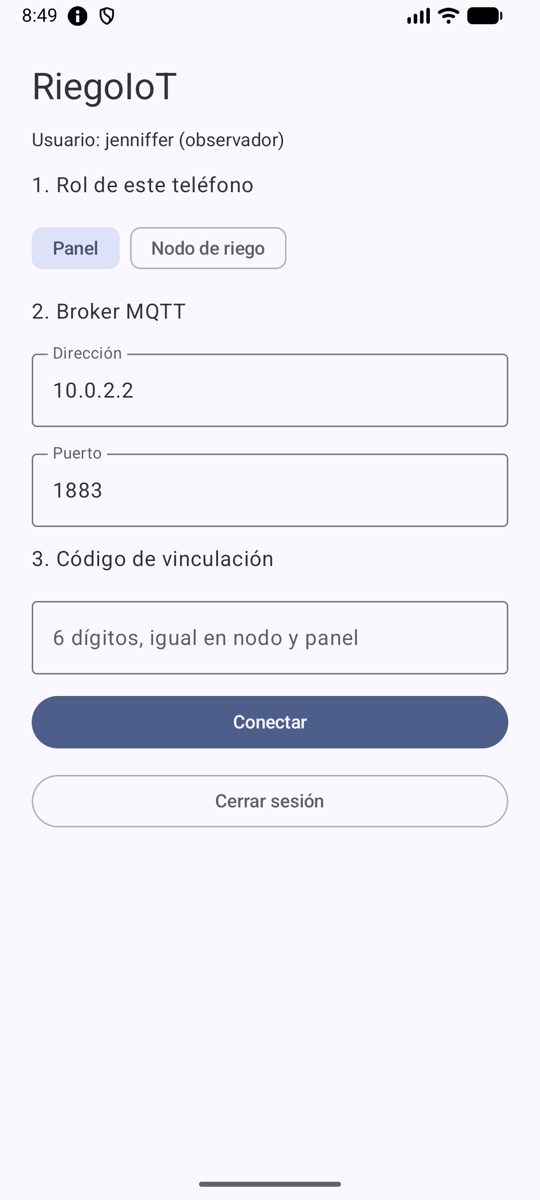 8:49
RiegoIoT
Usuario: jenniffer (observador)
1. Rol de este teléfono
Panel
Nodo de riego
2. Broker MQTT
Dirección
10.0.2.2
Puerto
1883
3. Código de vinculación
6 dígitos, igual en nodo y panel
Conectar
Cerrar sesión